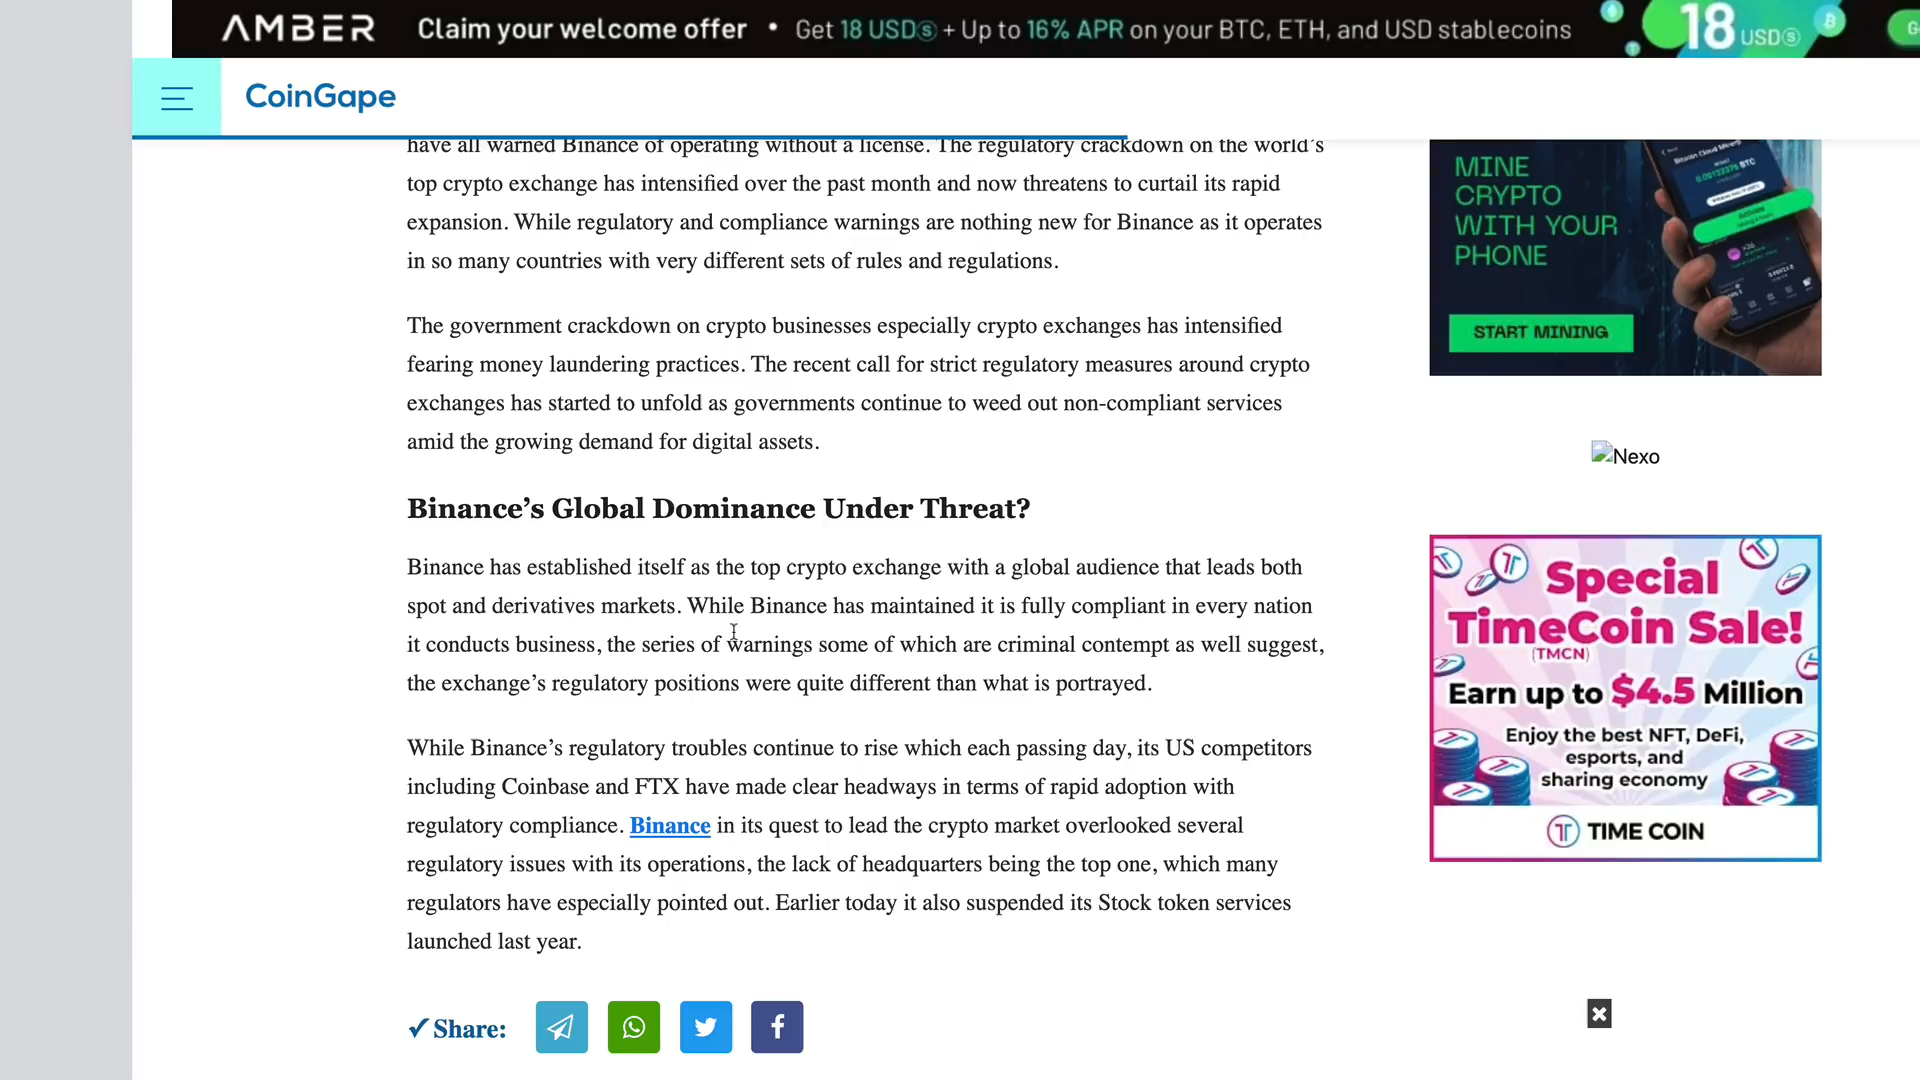 AMBER Claim your welcome offer • Get 18 USDⓢ + Up to 16% APR on your BTC, ETH, and USD stablecoins 18 USDⓢ
CoinGape
have all warned Binance of operating without a license. The regulatory crackdown on the world’s
top crypto exchange has intensified over the past month and now threatens to curtail its rapid
expansion. While regulatory and compliance warnings are nothing new for Binance as it operates
in so many countries with very different sets of rules and regulations.
The government crackdown on crypto businesses especially crypto exchanges has intensified
fearing money laundering practices. The recent call for strict regulatory measures around crypto
exchanges has started to unfold as governments continue to weed out non-compliant services
amid the growing demand for digital assets.
Binance’s Global Dominance Under Threat?
Binance has established itself as the top crypto exchange with a global audience that leads both
spot and derivatives markets. While Binance has maintained it is fully compliant in every nation
it conducts business, the series of warnings some of which are criminal contempt as well suggest,
the exchange’s regulatory positions were quite different than what is portrayed.
While Binance’s regulatory troubles continue to rise which each passing day, its US competitors
including Coinbase and FTX have made clear headways in terms of rapid adoption with
regulatory compliance. Binance in its quest to lead the crypto market overlooked several
regulatory issues with its operations, the lack of headquarters being the top one, which many
regulators have especially pointed out. Earlier today it also suspended its Stock token services
launched last year.
✓ Share:
MINE
CRYPTO
WITH YOUR
PHONE
START MINING
Nexo
Special
TimeCoin Sale!
(TMCN)
Earn up to $4.5 Million
Enjoy the best NFT, DeFi,
esports, and
sharing economy
TIME COIN